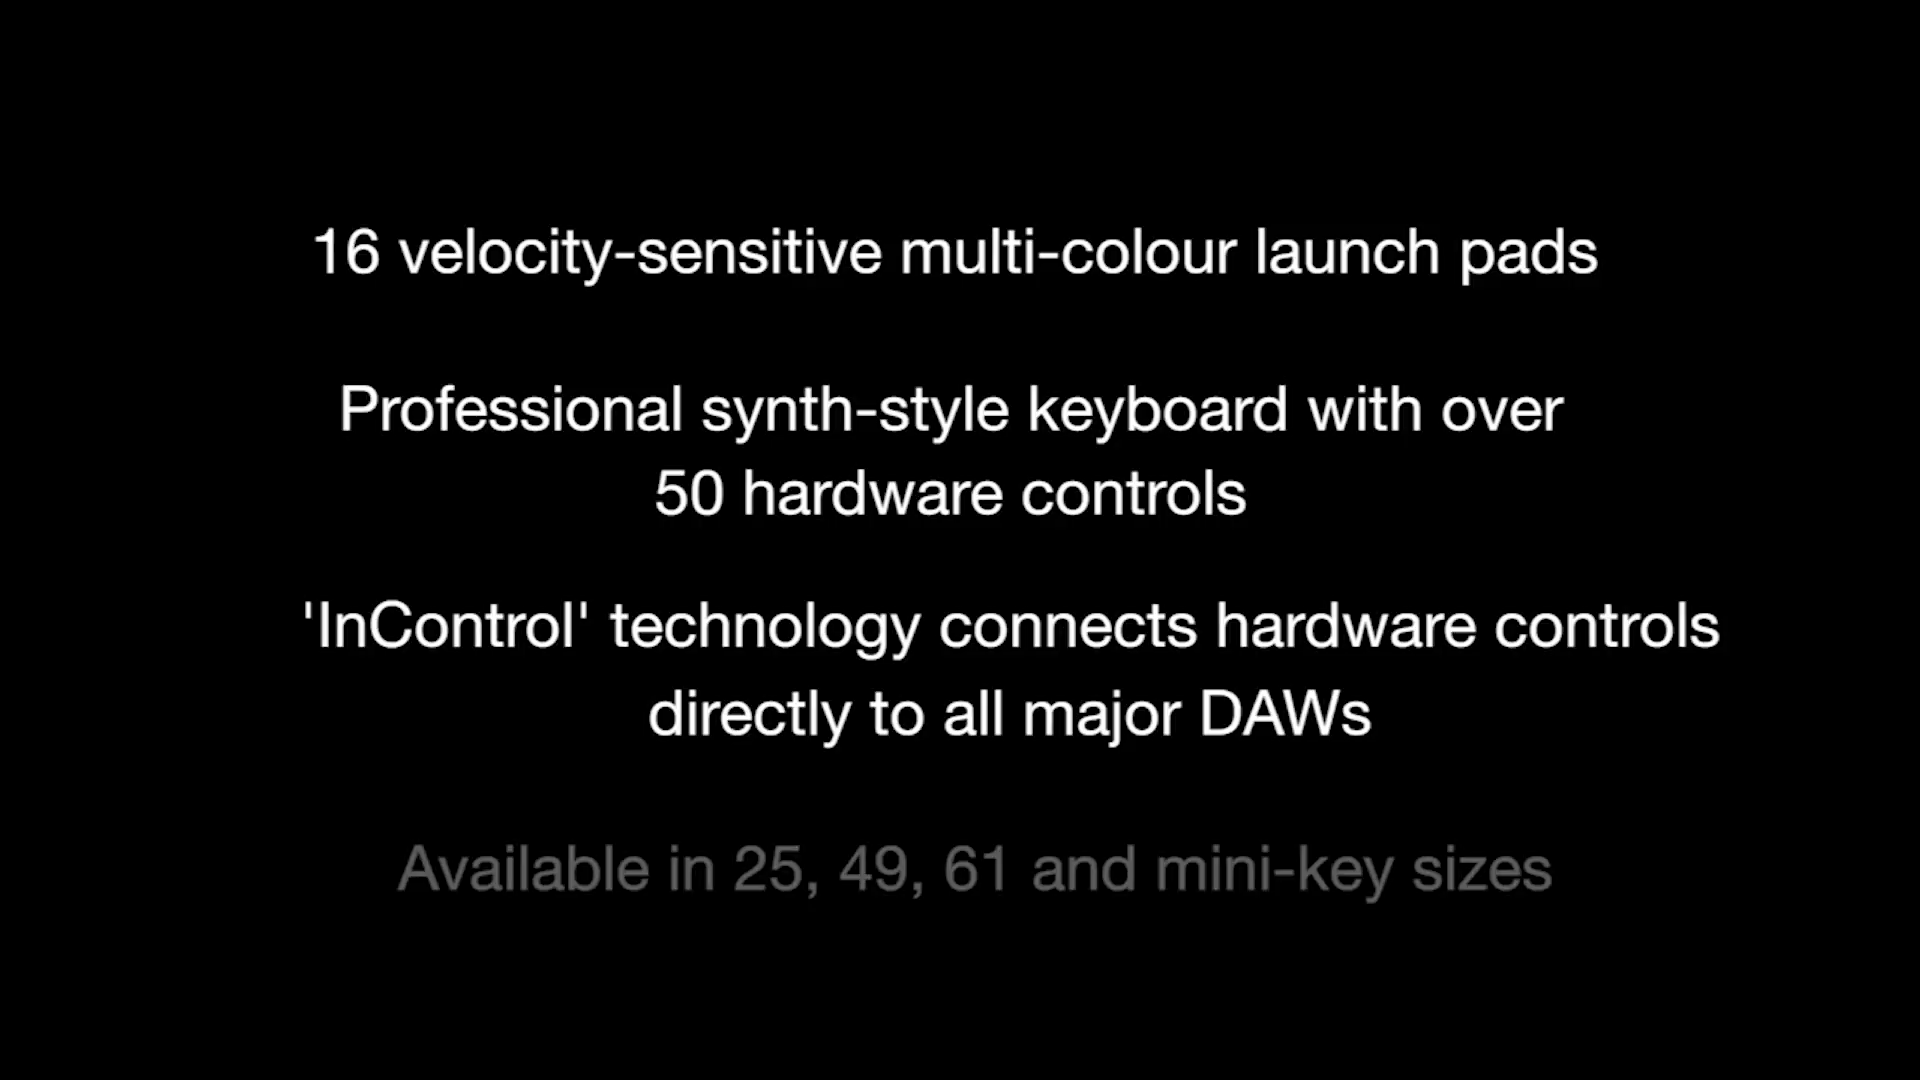 16 velocity-sensitive multi-colour launch pads
Professional synth-style keyboard with over
50 hardware controls
'InControl' technology connects hardware controls
directly to all major DAWs
Available in 25, 49, 61 and mini-key sizes